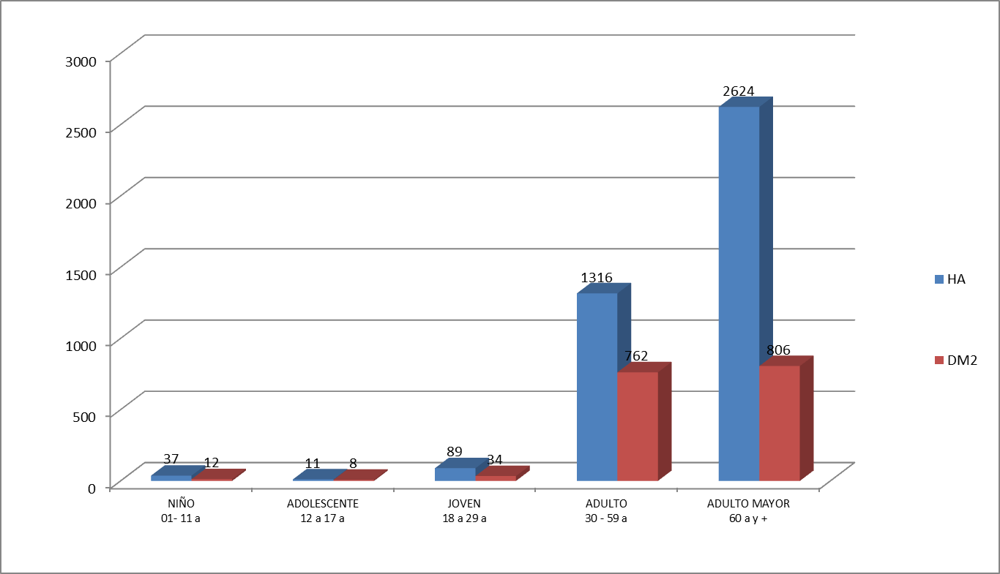 3000
2500
2000
1500
1000
500
0
37
12
11
8
89
34
1316
762
2624
806
NIÑO
01- 11 a
ADOLESCENTE
12 a 17 a
JOVEN
18 a 29 a
ADULTO
30 - 59 a
ADULTO MAYOR
60 a y +
HA
DM2